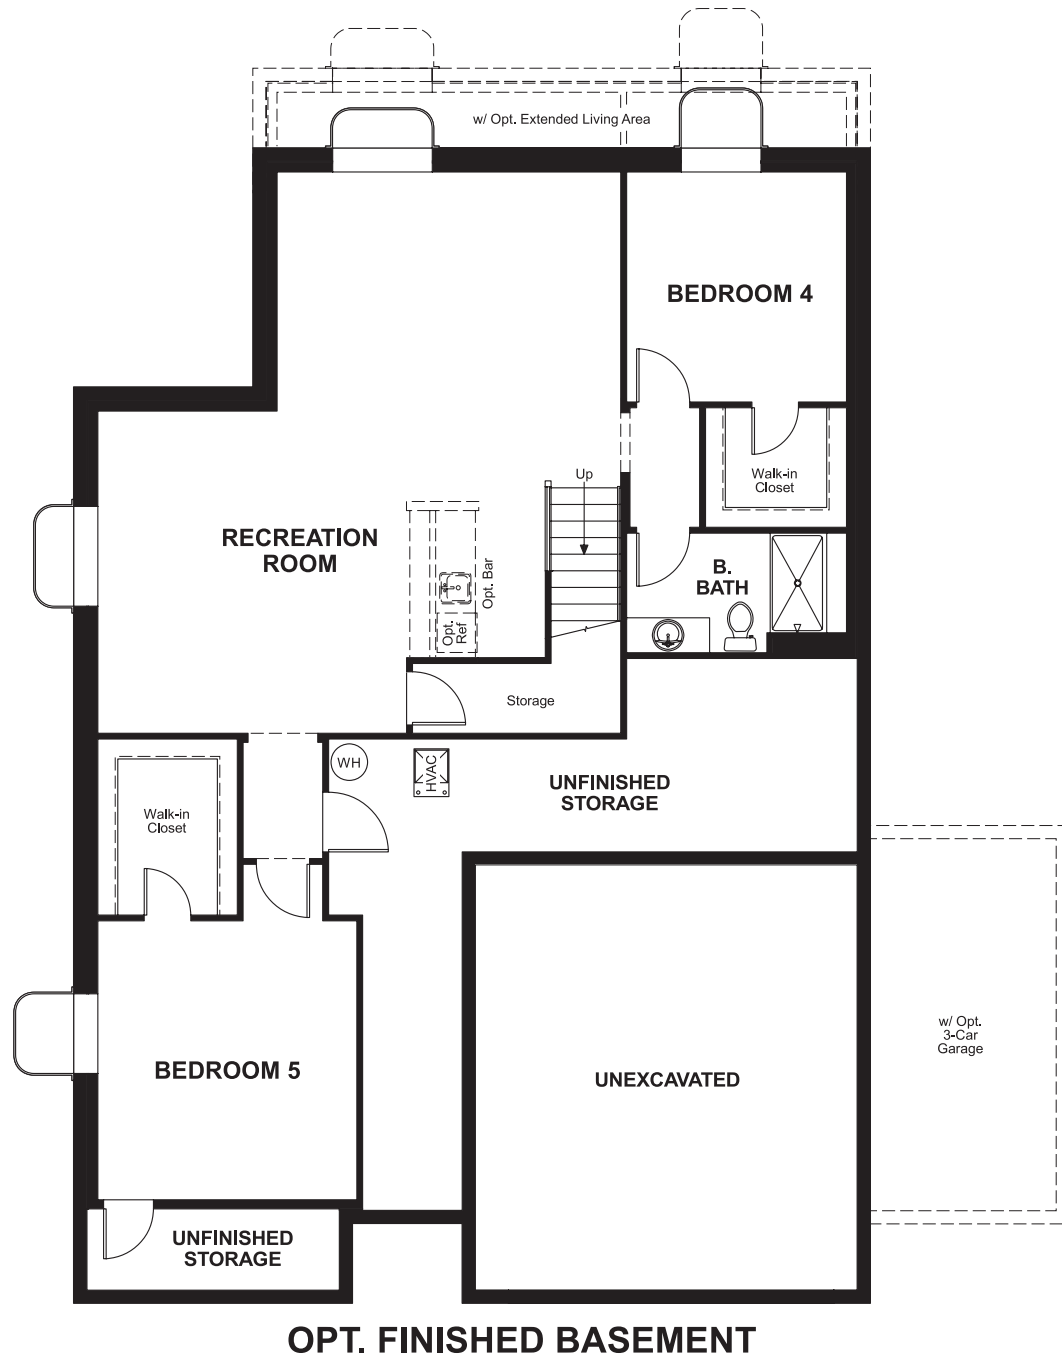 w/ Opt. Extended Living Area
BEDROOM 4
Up
Walk-in
Closet
RECREATION
ROOM
Opt. Bar
B.
BATH
Opt.
Ref
Storage
WH
HVAC
UNFINISHED
STORAGE
Walk-in
Closet
w/ Opt.
3-Car
Garage
BEDROOM 5
UNEXCAVATED
UNFINISHED
STORAGE
OPT. FINISHED BASEMENT